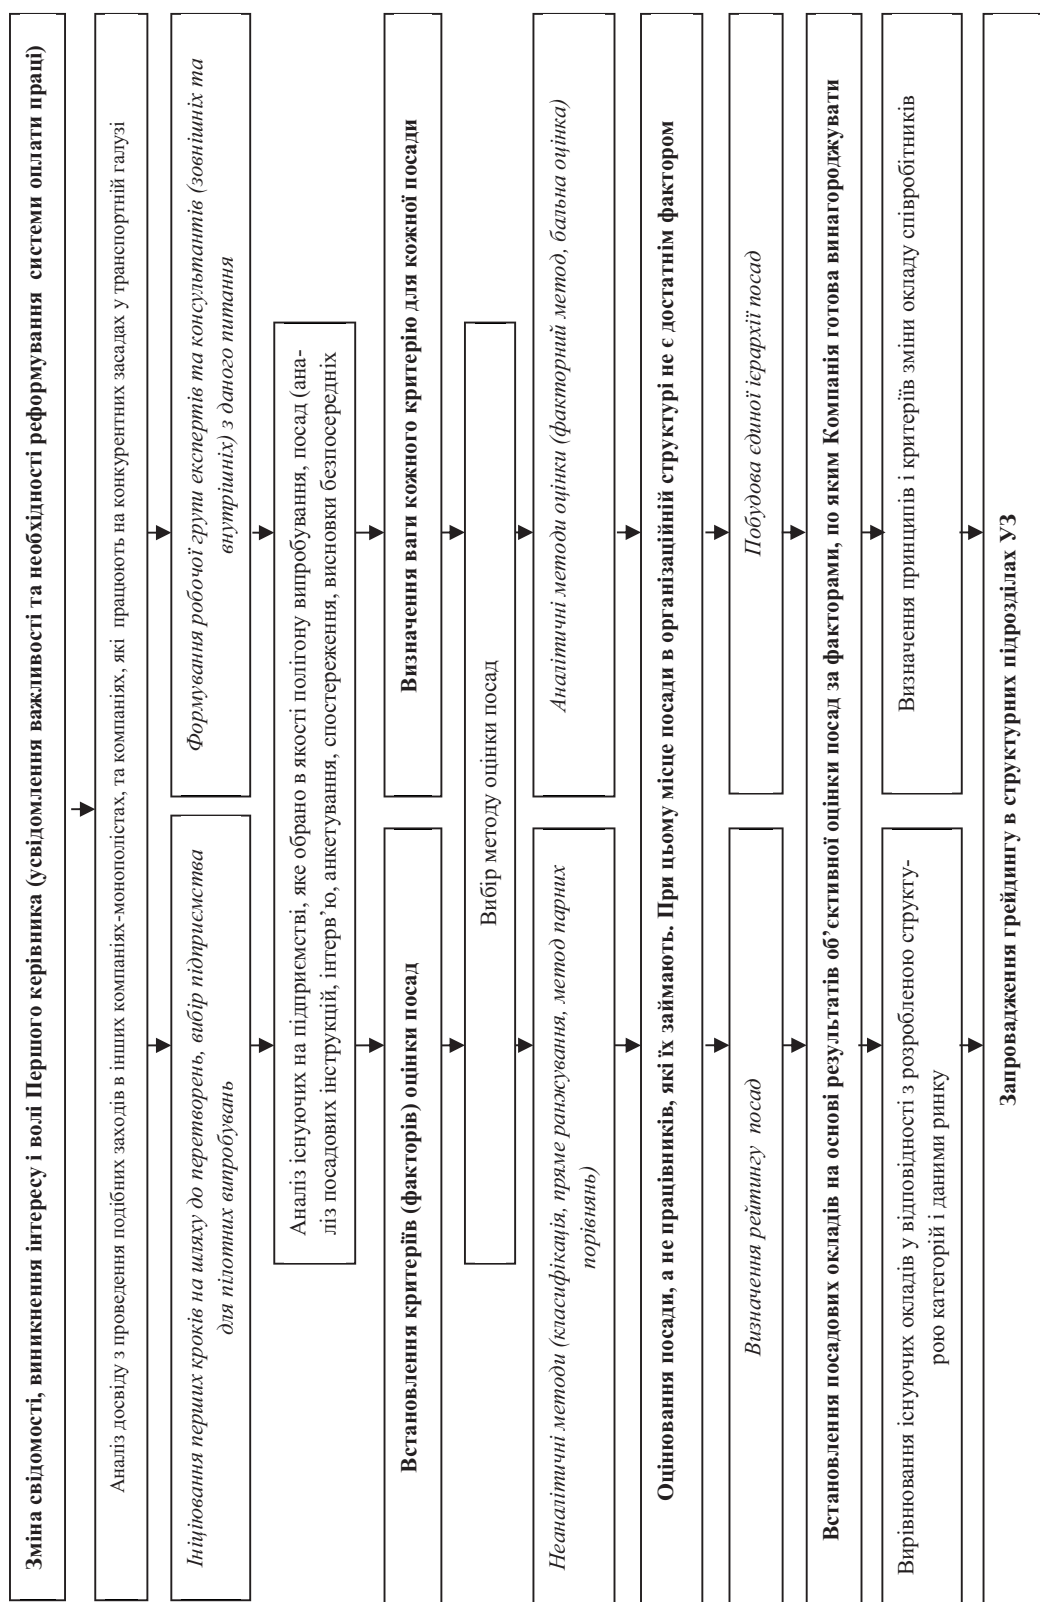 Зміна свідомості, виникнення інтересу і волі Першого керівника (усвідомлення важливості та необхідності реформування системи оплати праці)
Аналіз досвіду з проведення подібних заходів в інших компаніях-монополістах, та компаніях, які працюють на конкурентних засадах у транспортній галузі
Ініціювання перших кроків на шляху до перетворень, вибір підприємства
для пілотних випробувань
Формування робочої групи експертів та консультантів (зовнішніх та
внутрішніх) з даного питання
Аналіз існуючих на підприємстві, яке обрано в якості полігону випробування, посад (ана-
ліз посадових інструкцій, інтерв’ю, анкетування, спостереження, висновки безпосередніх
Встановлення критеріїв (факторів) оцінки посад
Визначення ваги кожного критерію для кожної посади
Вибір методу оцінки посад
Неаналітичні методи (класифікація, пряме ранжування, метод парних
порівнянь)
Аналітичні методи оцінки (факторний метод, бальна оцінка)
Оцінювання посади, а не працівників, які їх займають. При цьому місце посади в організаційній структурі не є достатнім фактором
Визначення рейтингу посад
Побудова єдиної ієрархії посад
Встановлення посадових окладів на основі результатів об’єктивної оцінки посад за факторами, по яким Компанія готова винагороджувати
Вирівнювання існуючих окладів у відповідності з розробленою структу-
рою категорій і даними ринку
Визначення принципів і критеріїв зміни окладу співробітників
Запровадження грейдингу в структурних підрозділах УЗ